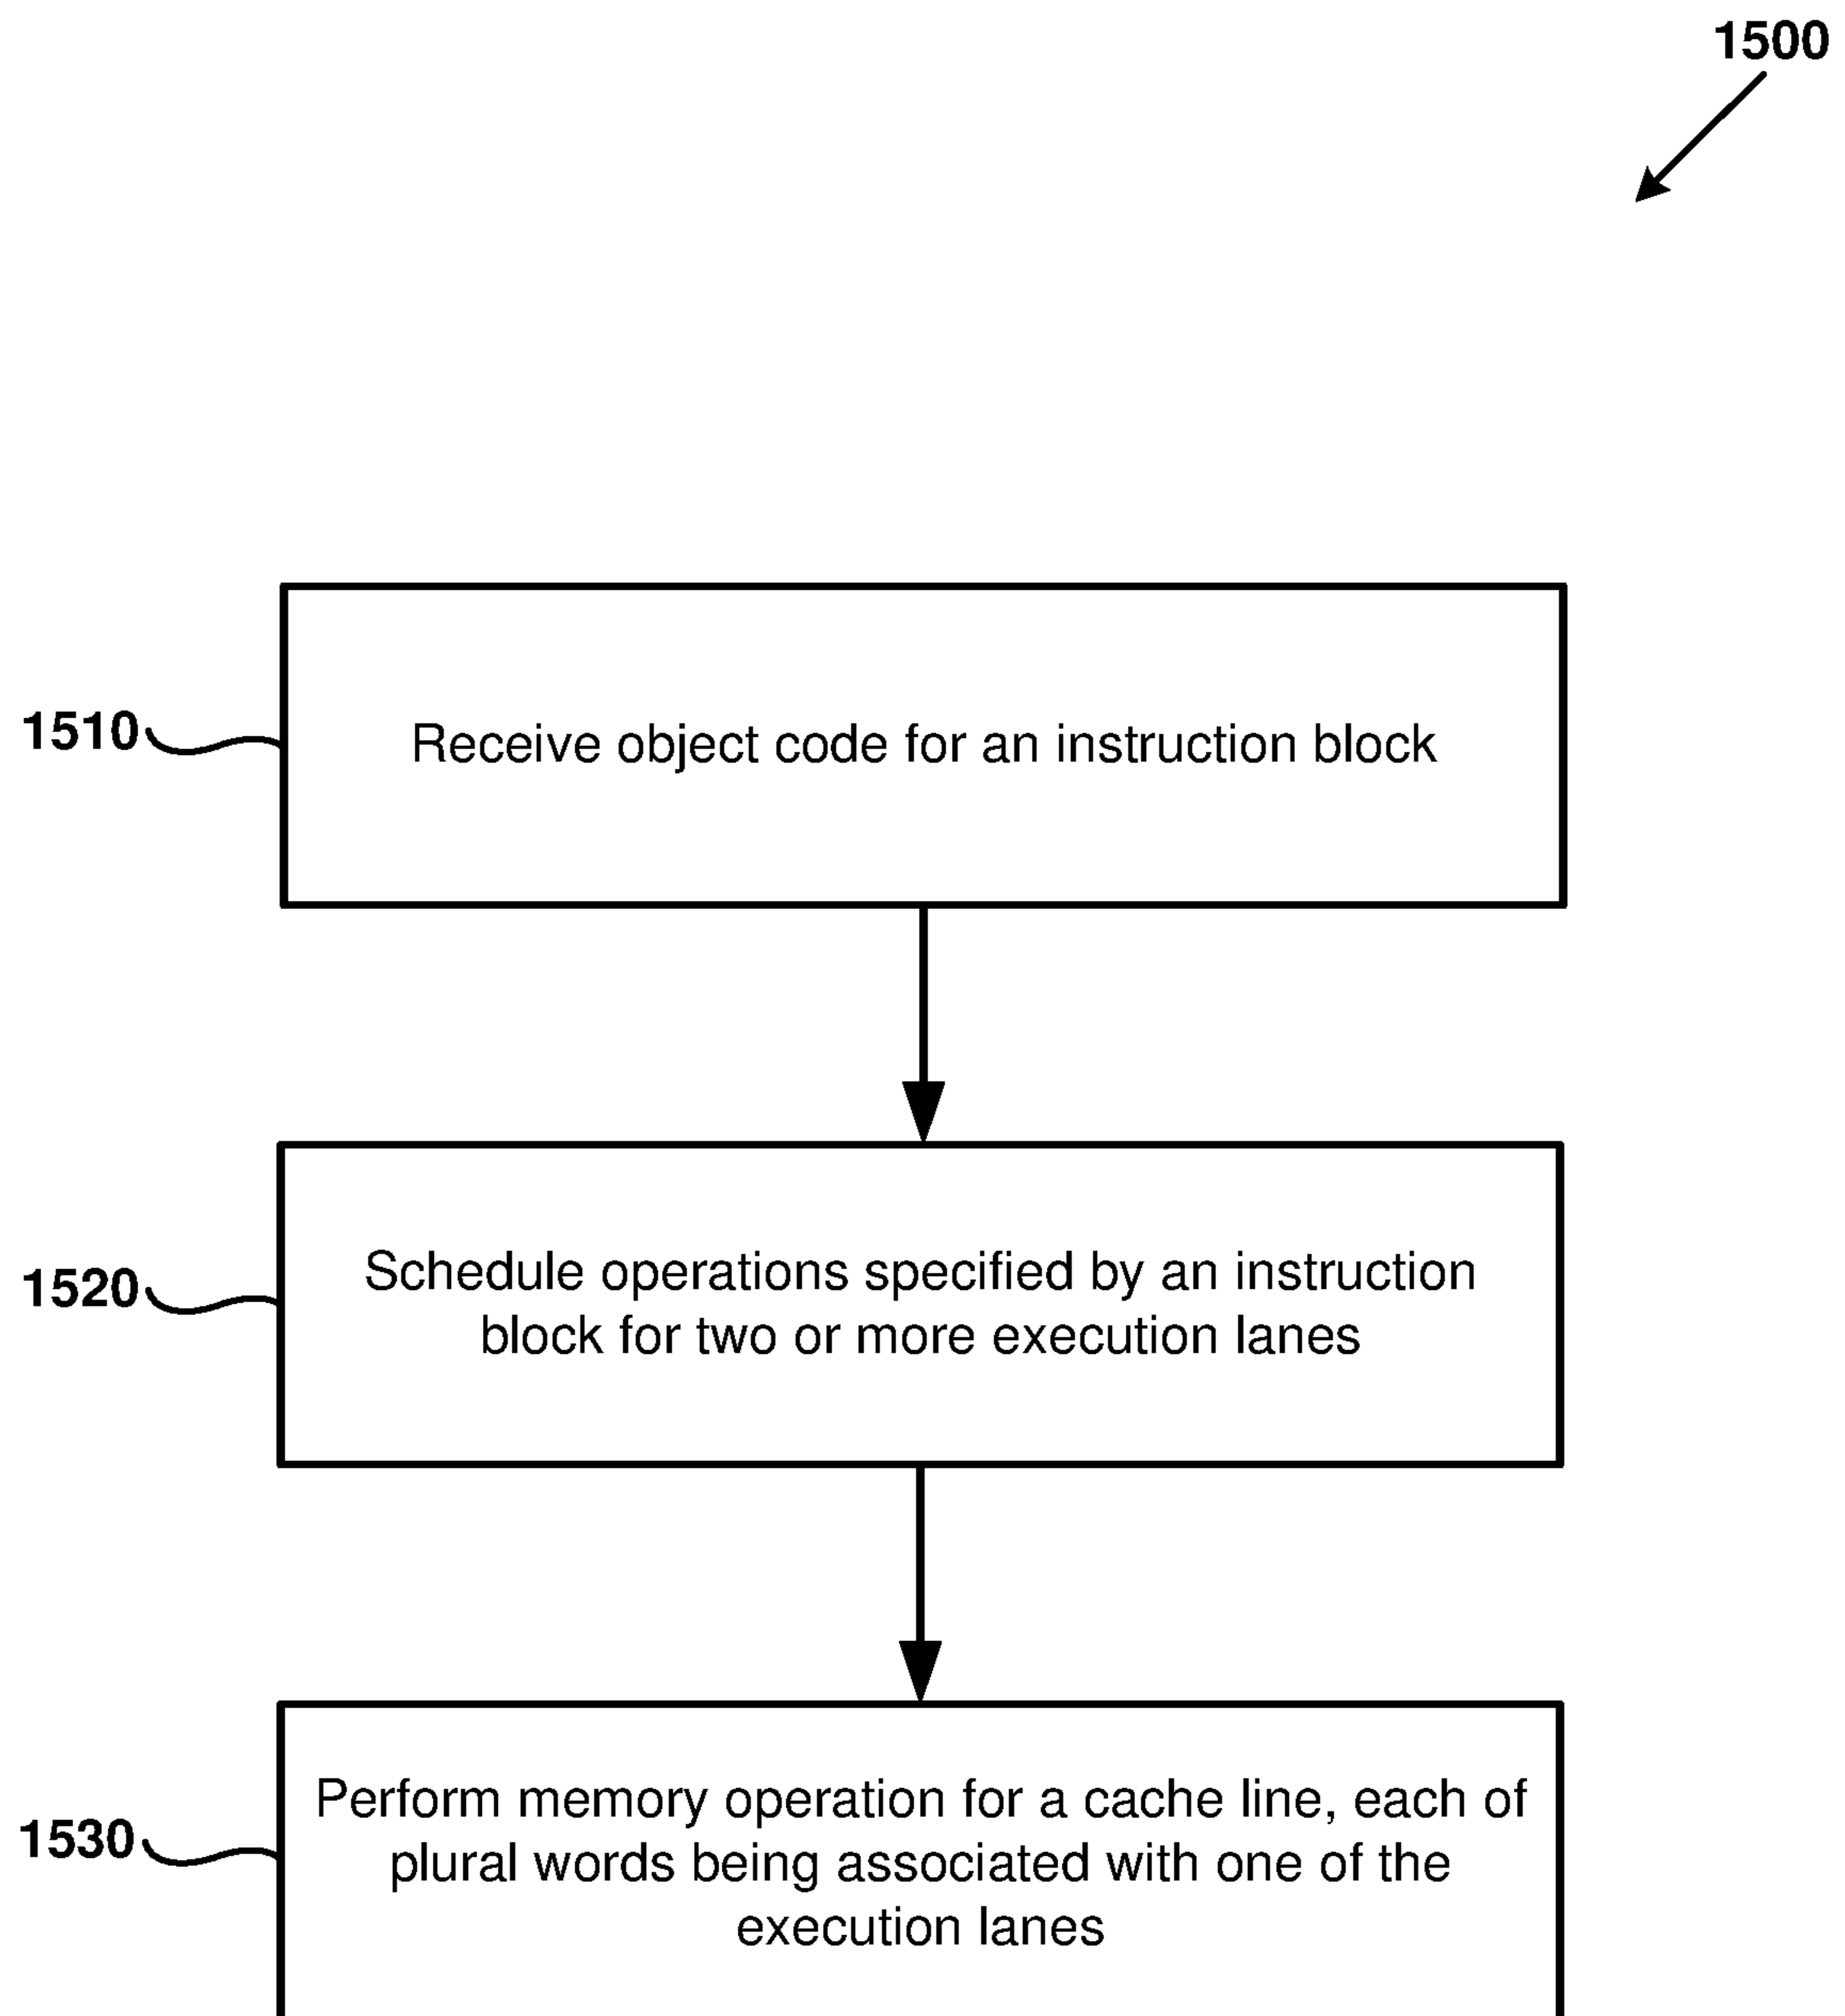 1500
1510
Receive object code for an instruction block
1520
Schedule operations specified by an instruction
block for two or more execution lanes
1530
Perform memory operation for a cache line, each of
plural words being associated with one of the
execution lanes